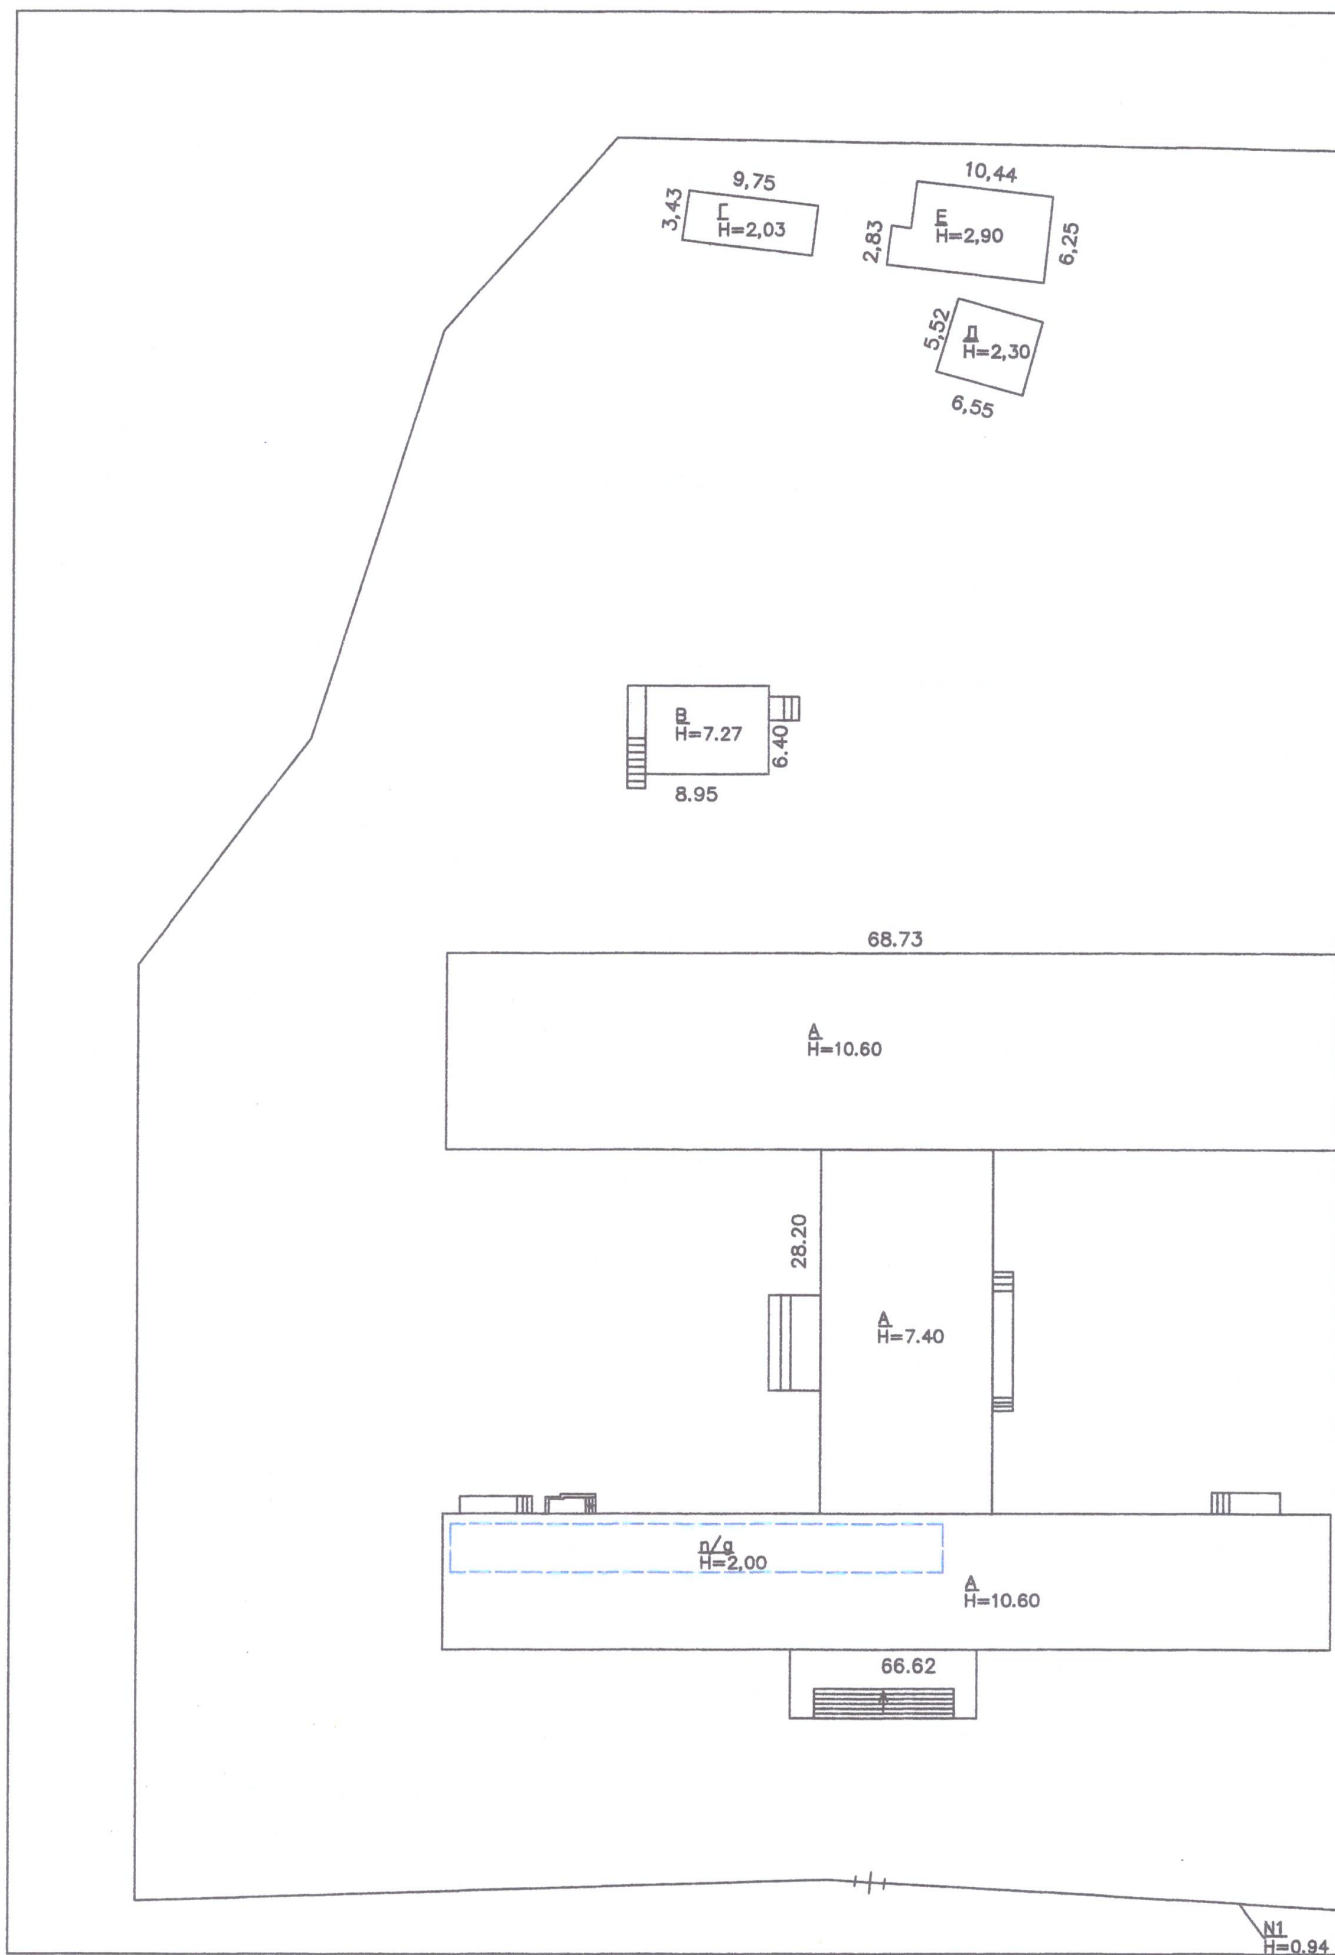 10,44
9,75
3,43
Г
H=2,03
Е
H=2,90
2,83
6,25
5,52
Д
H=2,30
6,55
В
H=7.27
6.40
8.95
68.73
А
H=10.60
28.20
А
H=7.40
п/д
H=2,00
А
H=10.60
66.62
N1
H=0.94